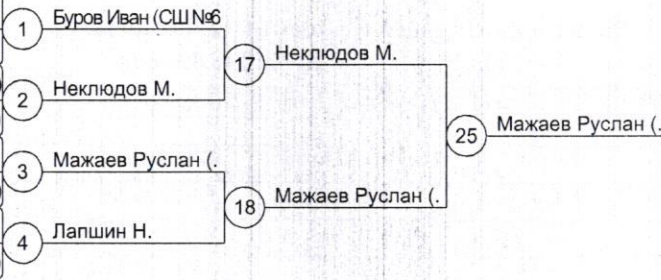 1 Буров Иван (СШ №6
17 Неклюдов М.
2 Неклюдов М.
25 Мажаев Руслан (.
3 Мажаев Руслан (.
18 Мажаев Руслан (.
4 Лапшин Н.